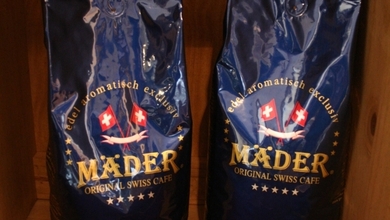 edel aromatisch exclusiv
MÄDER
ORIGINAL SWISS CAFE
edel aromatisch exclusiv
MÄDER
ORIGINAL SWISS CAFE